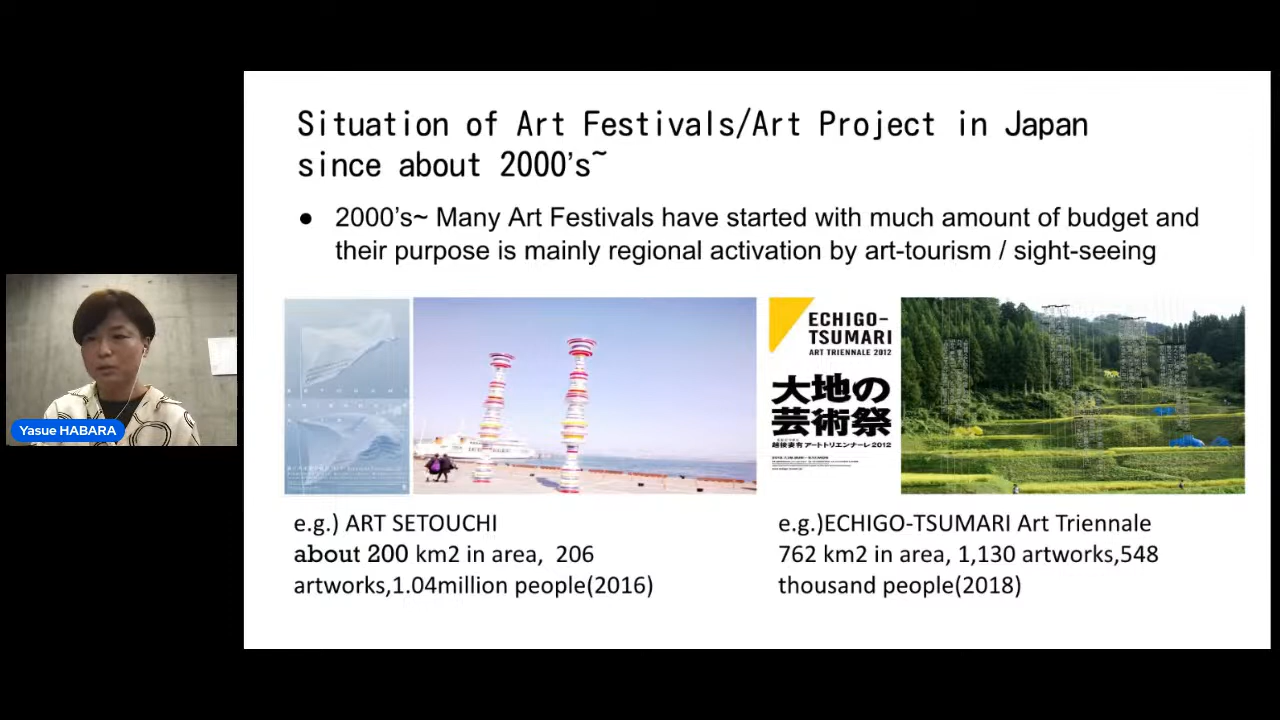 Situation of Art Festivals/Art Project in Japan
since about 2000's~
● 2000's~ Many Art Festivals have started with much amount of budget and
their purpose is mainly regional activation by art-tourism / sight-seeing
ECHIGO-
TSUMARI
ART TRIENNALE 2012
大地の
芸術祭
越後妻有 アートトリエンナーレ2012
Yasue HABARA
e.g.) ART SETOUCHI
about 200 km2 in area, 206
artworks,1.04million people(2016)
e.g.)ECHIGO-TSUMARI Art Triennale
762 km2 in area, 1,130 artworks,548
thousand people(2018)